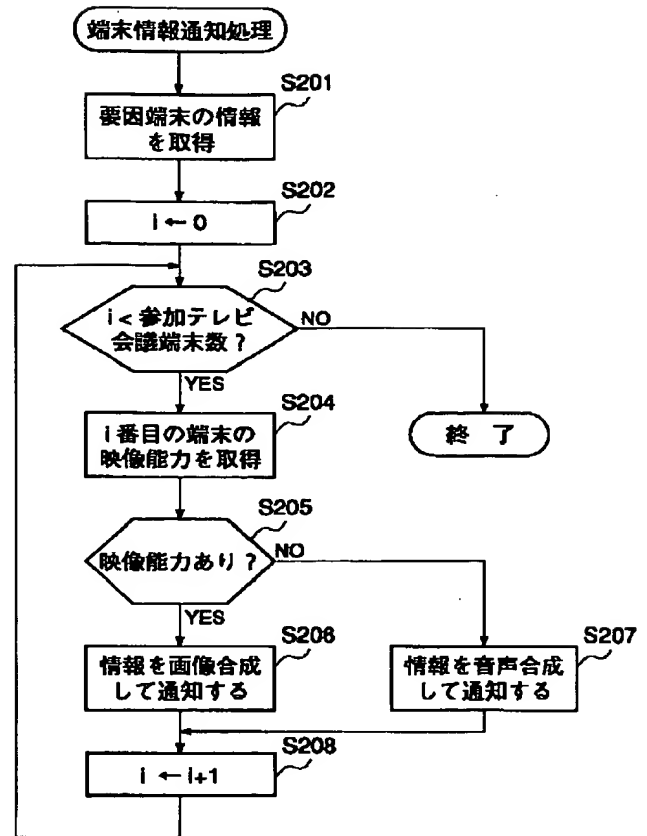 端末情報通知処理
S201
要因端末の情報
を取得
S202
i ← 0
S203
i < 参加テレビ
会議端末数？
NO
YES
S204
i 番目の端末の
映像能力を取得
終　了
S205
映像能力あり？
NO
YES
S206
情報を画像合成
して通知する
S207
情報を音声合成
して通知する
S208
i ← i+1